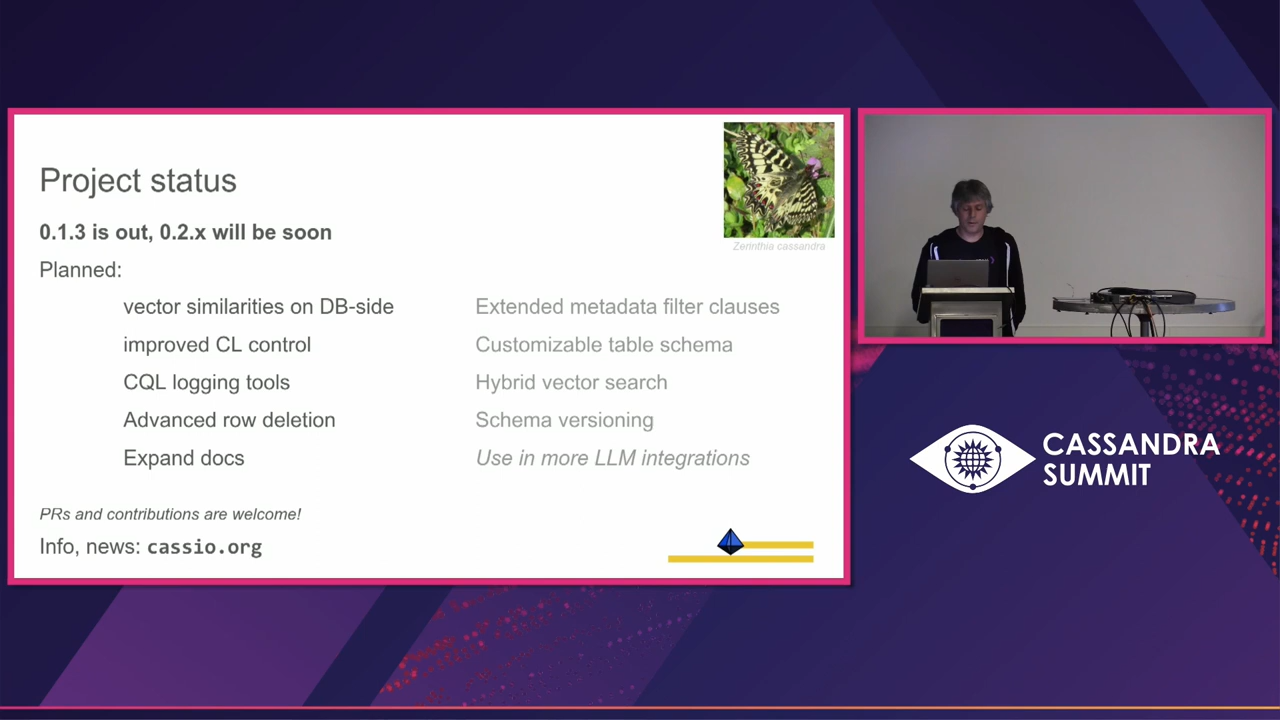 Project status
Zerinthia cassandra
0.1.3 is out, 0.2.x will be soon
Planned:
vector similarities on DB-side
improved CL control
CQL logging tools
Advanced row deletion
Expand docs
Extended metadata filter clauses
Customizable table schema
Hybrid vector search
Schema versioning
Use in more LLM integrations
PRs and contributions are welcome!
Info, news: cassio.org
CASSANDRA
SUMMIT